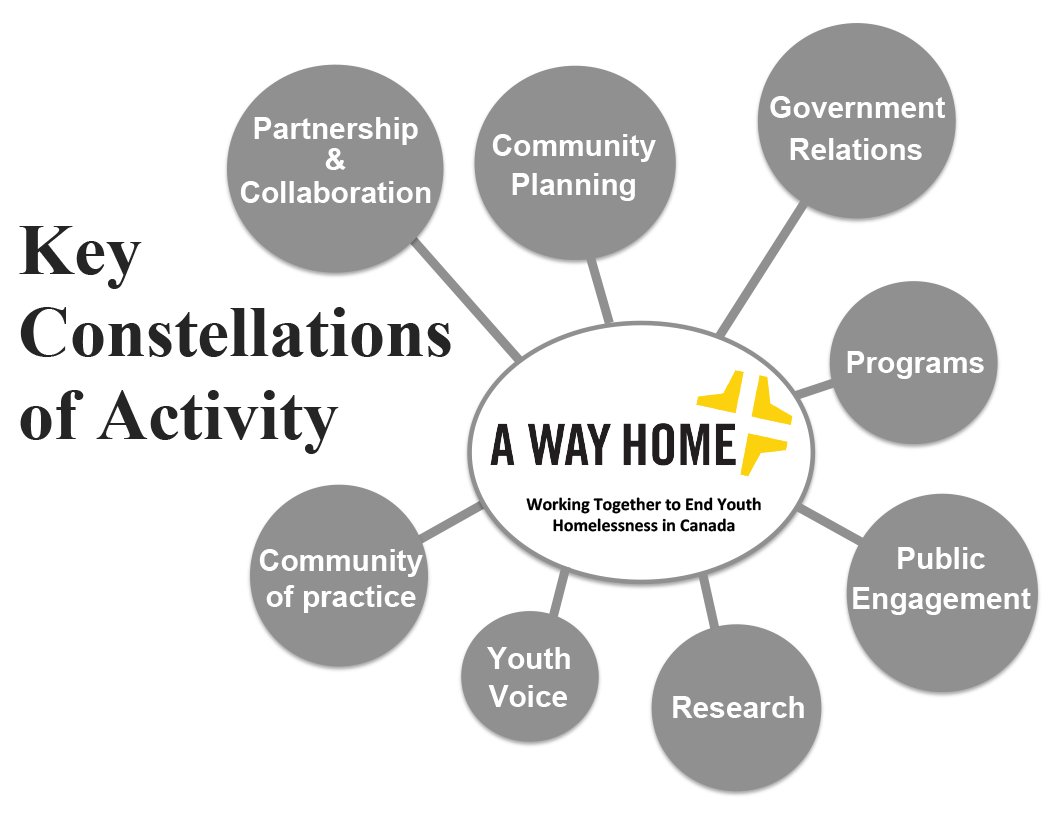 Key
Constellations
of Activity
Partnership
&
Collaboration
Community
Planning
Government
Relations
Programs
Public
Engagement
Research
Youth
Voice
Community
of practice
A WAY HOME
Working Together to End Youth
Homelessness in Canada